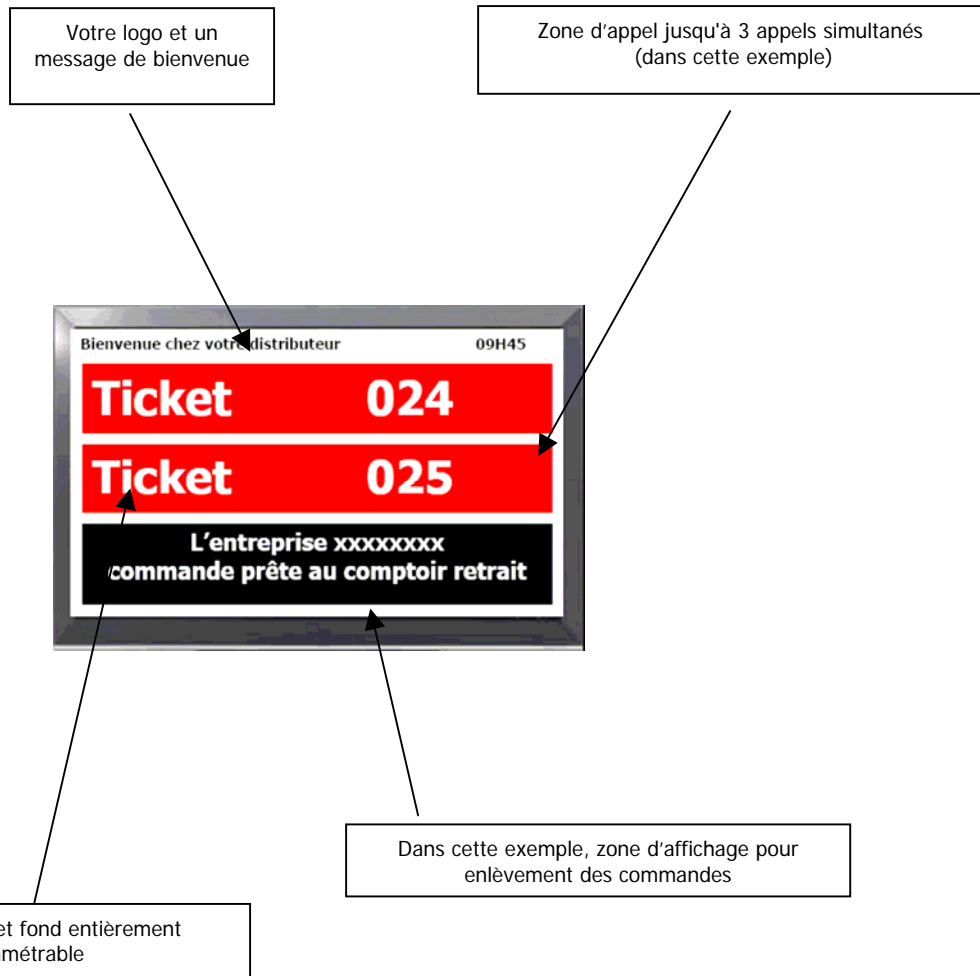 Votre logo et un
message de bienvenue
Zone d'appel jusqu'à 3 appels simultanés
(dans cette exemple)
Bienvenue chez votre distributeur 09H45
Ticket 024
Ticket 025
L'entreprise xxxxxxxx
commande prête au comptoir retrait
Dans cette exemple, zone d'affichage pour
enlèvement des commandes
et fond entièrement